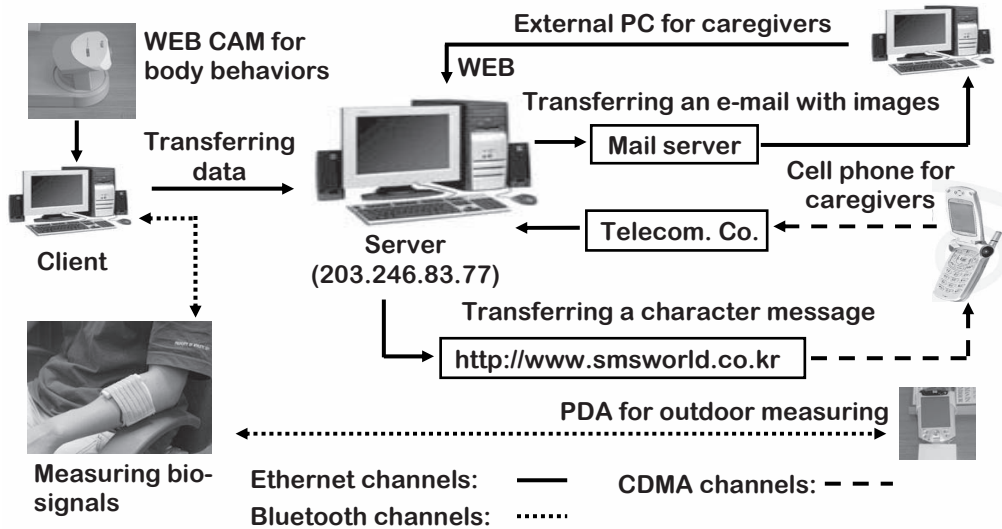 WEB CAM for
body behaviors
External PC for caregivers
WEB
Transferring an e-mail with images
Mail server
Transferring
data
Cell phone for
caregivers
Telecom. Co.
Client
Server
(203.246.83.77)
Transferring a character message
http://www.smsworld.co.kr
PDA for outdoor measuring
Measuring bio-
signals
Ethernet channels:
CDMA channels:
Bluetooth channels: